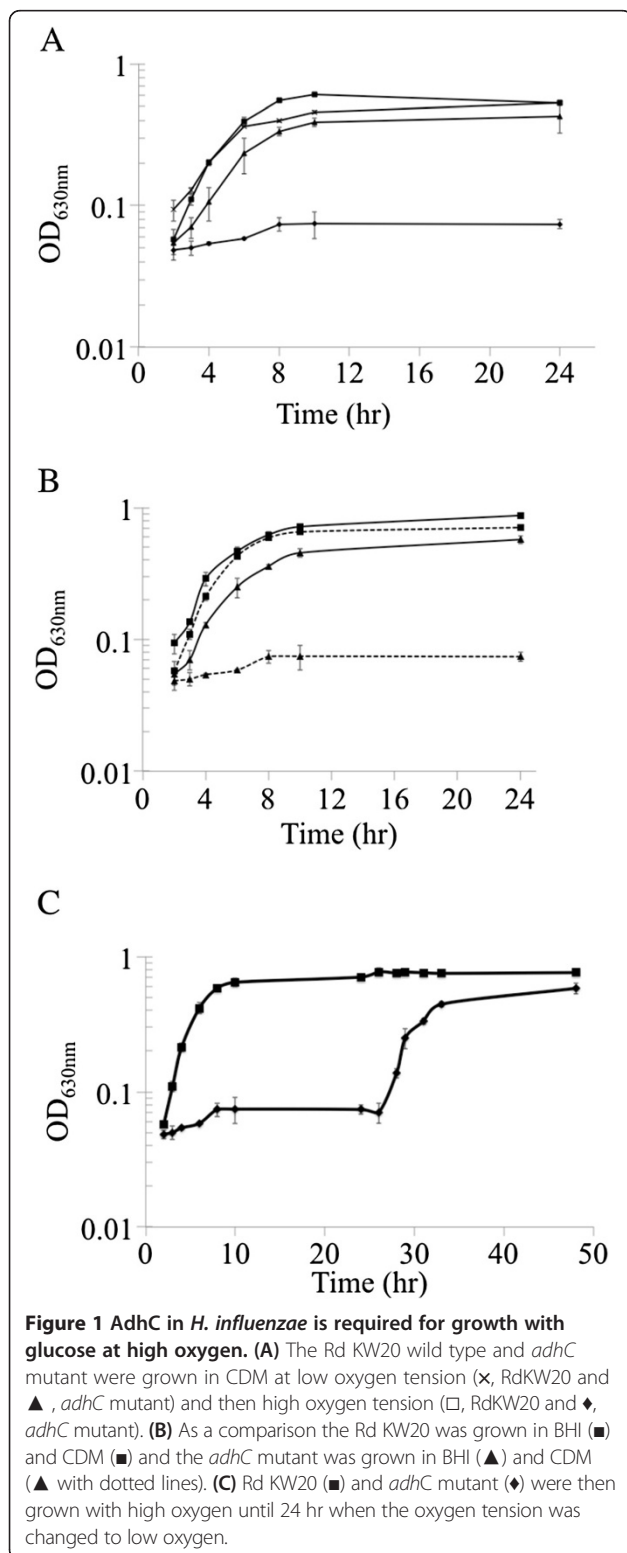 A
1
0.1
0.01
OD630nm
0 4 8 12 16 20 24
Time (hr)
B
1
0.1
0.01
OD630nm
0 4 8 12 16 20 24
Time (hr)
C
1
0.1
0.01
OD630nm
0 10 20 30 40 50
Time (hr)
Figure 1 AdhC in H. influenzae is required for growth with
glucose at high oxygen. (A) The Rd KW20 wild type and adhC
mutant were grown in CDM at low oxygen tension (×, RdKW20 and
▲ , adhC mutant) and then high oxygen tension (□, RdKW20 and ♦,
adhC mutant). (B) As a comparison the Rd KW20 was grown in BHI (■)
and CDM (■) and the adhC mutant was grown in BHI (▲) and CDM
(▲ with dotted lines). (C) Rd KW20 (■) and adhC mutant (♦) were then
grown with high oxygen until 24 hr when the oxygen tension was
changed to low oxygen.